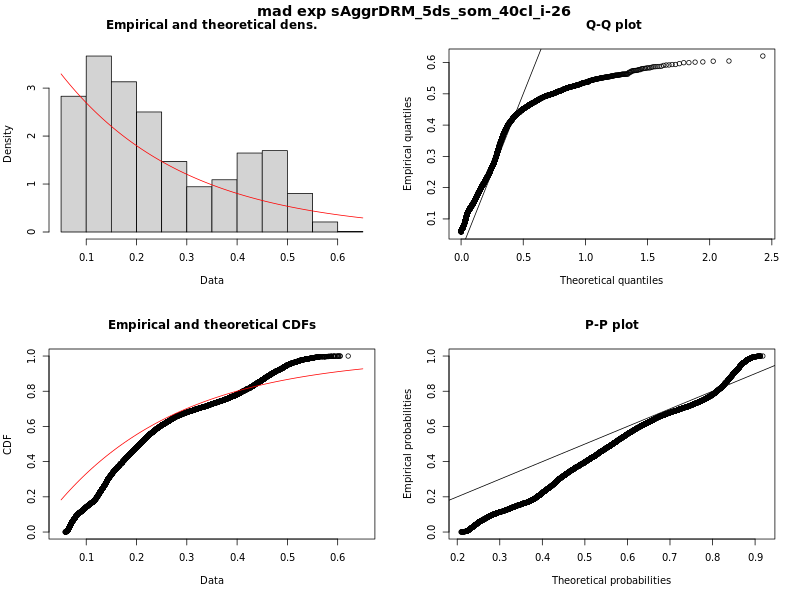 mad exp sAggrDRM_5ds_som_40cl_i-26
Empirical and theoretical dens.
Density
0
1
2
3
0.1 0.2 0.3 0.4 0.5 0.6
Data
Q-Q plot
Empirical quantiles
0.1 0.2 0.3 0.4 0.5 0.6
0.0 0.5 1.0 1.5 2.0 2.5
Theoretical quantiles
Empirical and theoretical CDFs
CDF
0.0 0.2 0.4 0.6 0.8 1.0
0.1 0.2 0.3 0.4 0.5 0.6
Data
P-P plot
Empirical probabilities
0.0 0.2 0.4 0.6 0.8 1.0
0.2 0.3 0.4 0.5 0.6 0.7 0.8 0.9
Theoretical probabilities